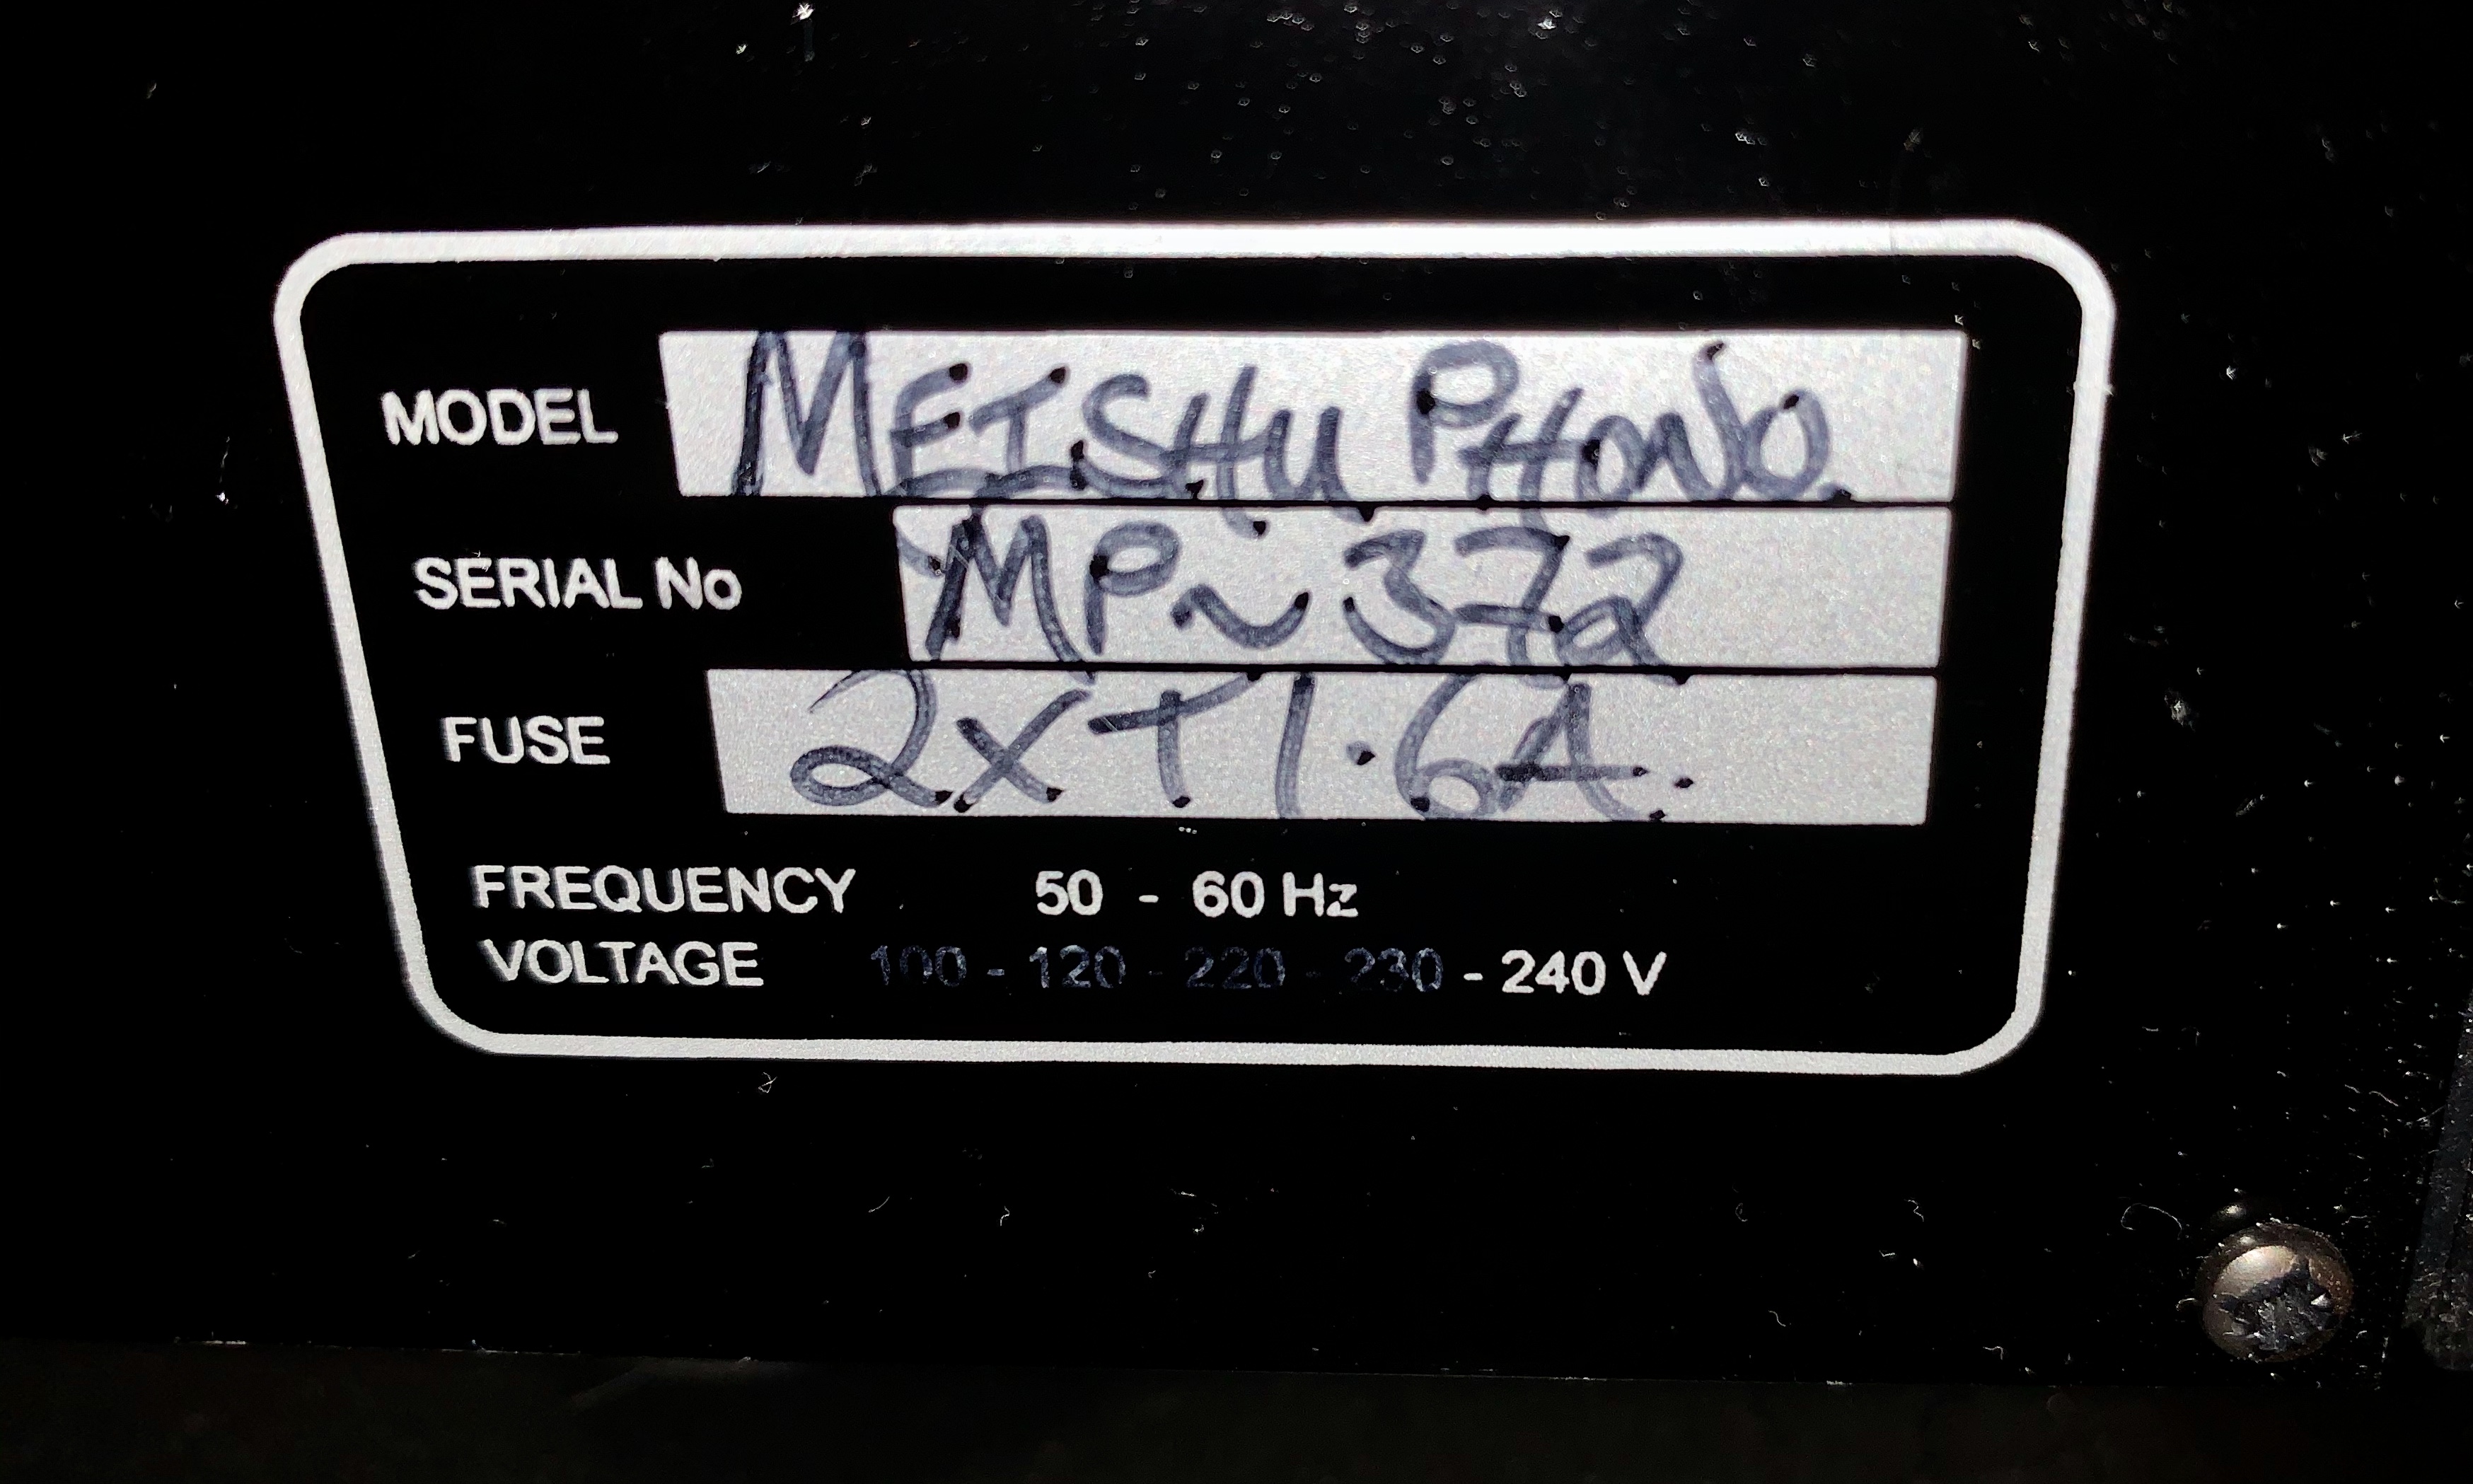 MODEL MEISHU PHONO.
SERIAL No MP~372
FUSE 2XT1.6A.
FREQUENCY 50 - 60 Hz
VOLTAGE 100 - 120 - 220 - 230 - 240 V